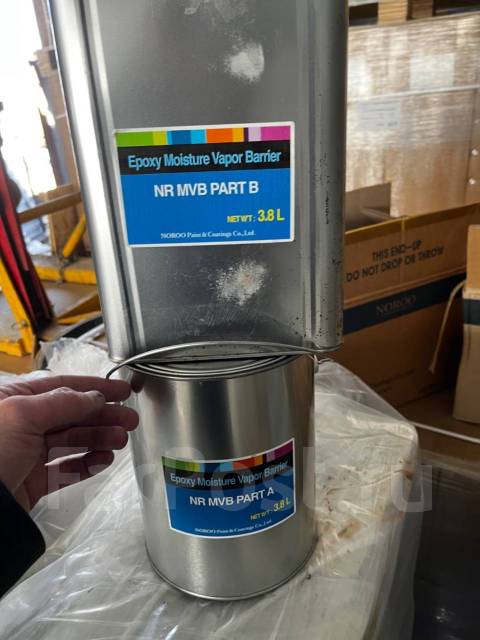 Epoxy Moisture Vapor Barrier
NR MVB PART B
NET WT : 3.8 L
NOROO Paint & Coatings Co., Ltd.
THIS END-UP
DO NOT DROP OR THROW
NOROO
Epoxy Moisture Vapor Barrier
NR MVB PART A
NET WT : 3.8 L
NOROO Paint & Coatings Co., Ltd.
FarPost.ru